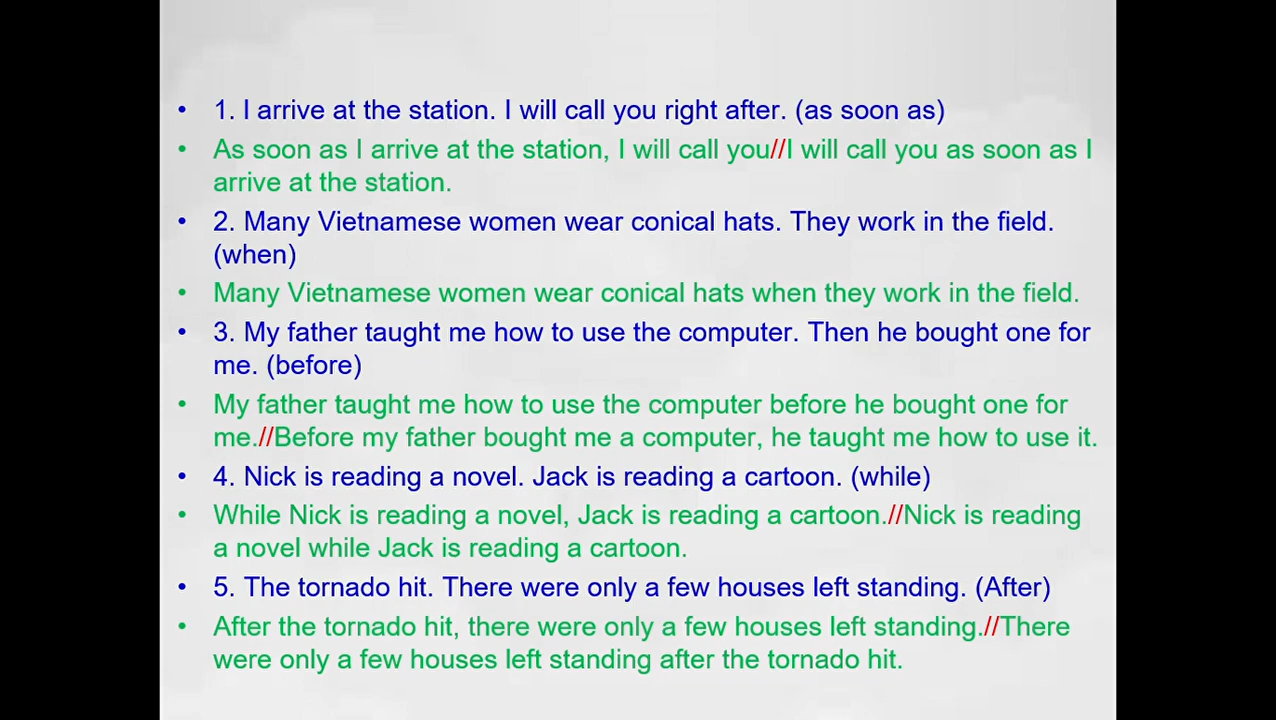 • 1. I arrive at the station. I will call you right after. (as soon as)
• As soon as I arrive at the station, I will call you//I will call you as soon as I
arrive at the station.
• 2. Many Vietnamese women wear conical hats. They work in the field.
(when)
• Many Vietnamese women wear conical hats when they work in the field.
• 3. My father taught me how to use the computer. Then he bought one for
me. (before)
• My father taught me how to use the computer before he bought one for
me.//Before my father bought me a computer, he taught me how to use it.
• 4. Nick is reading a novel. Jack is reading a cartoon. (while)
• While Nick is reading a novel, Jack is reading a cartoon.//Nick is reading
a novel while Jack is reading a cartoon.
• 5. The tornado hit. There were only a few houses left standing. (After)
• After the tornado hit, there were only a few houses left standing.//There
were only a few houses left standing after the tornado hit.